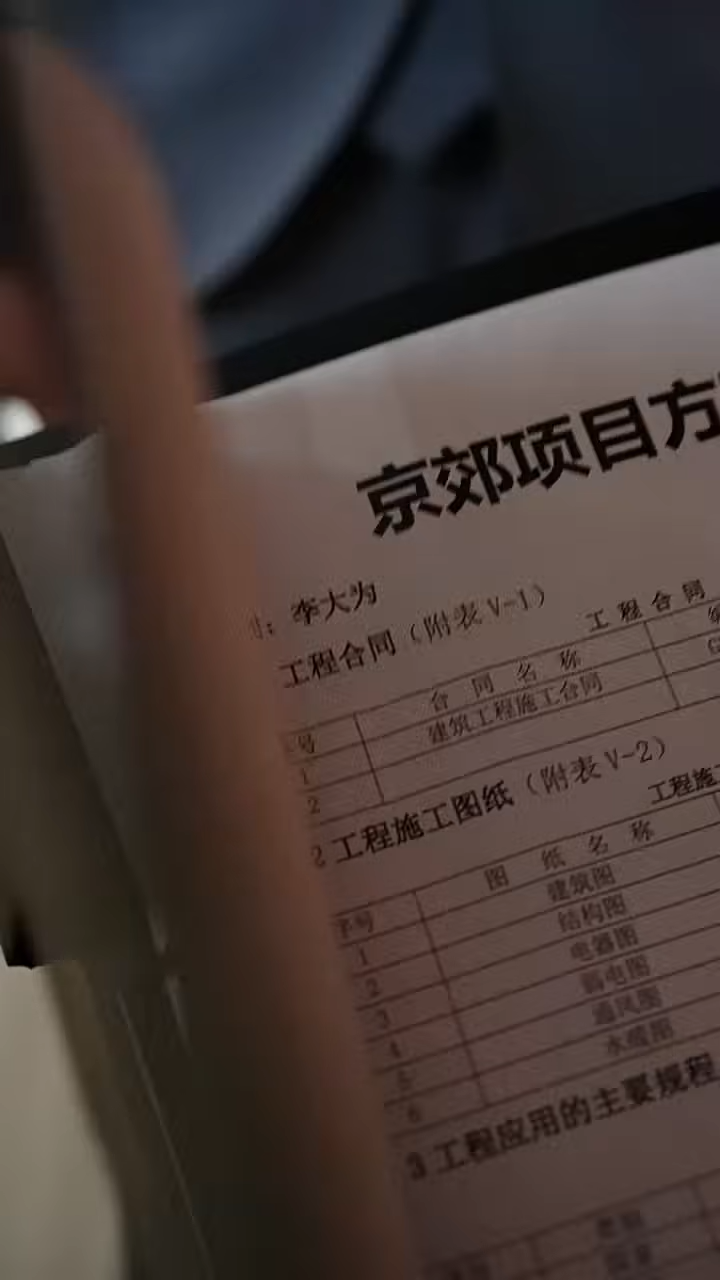 京郊项目方
李大为
工程合同(附表V-1)
工程合同
号 合同名称
1 建筑工程施工合同 G
2
2 工程施工图纸(附表V-2)
工程施工
序号 图纸名称
1 建筑图
2 结构图
3 电器图
4 弱电图
5 通风图
6 水暖图
3 工程应用的主要规程